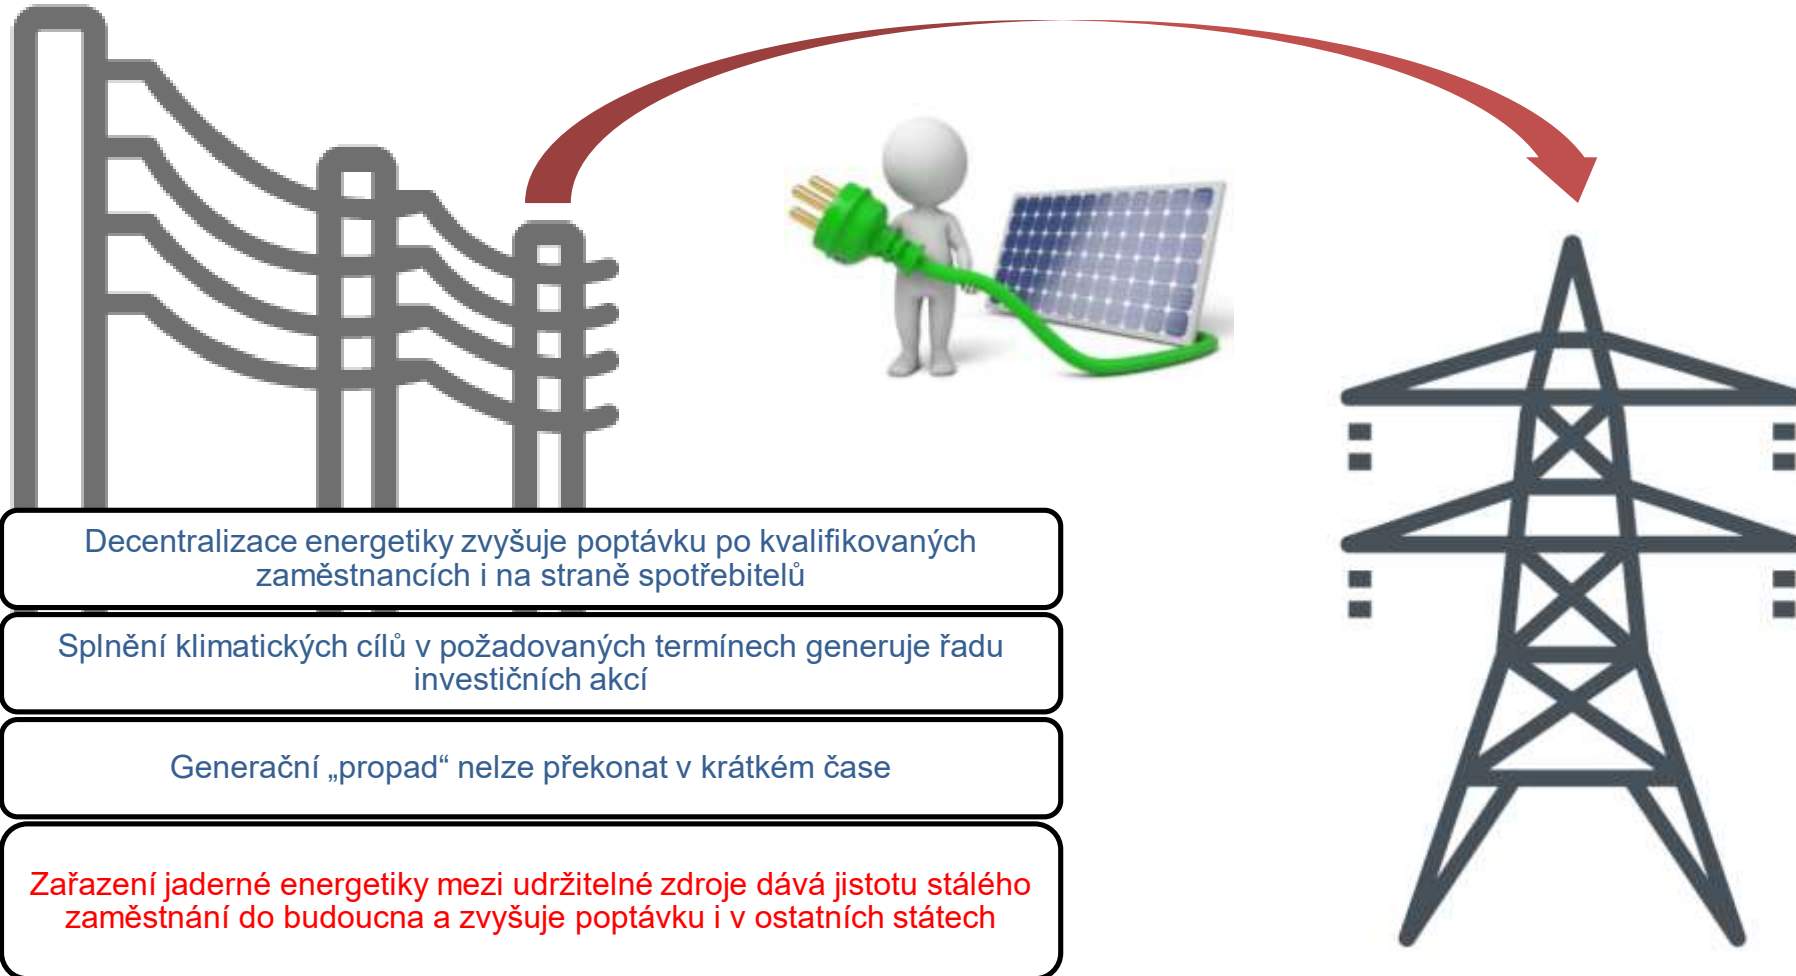 Decentralizace energetiky zvyšuje poptávku po kvalifikovaných
zaměstnancích i na straně spotřebitelů
Splnění klimatických cílů v požadovaných termínech generuje řadu
investičních akcí
Generační „propad“ nelze překonat v krátkém čase
Zařazení jaderné energetiky mezi udržitelné zdroje dává jistotu stálého
zaměstnání do budoucna a zvyšuje poptávku i v ostatních státech